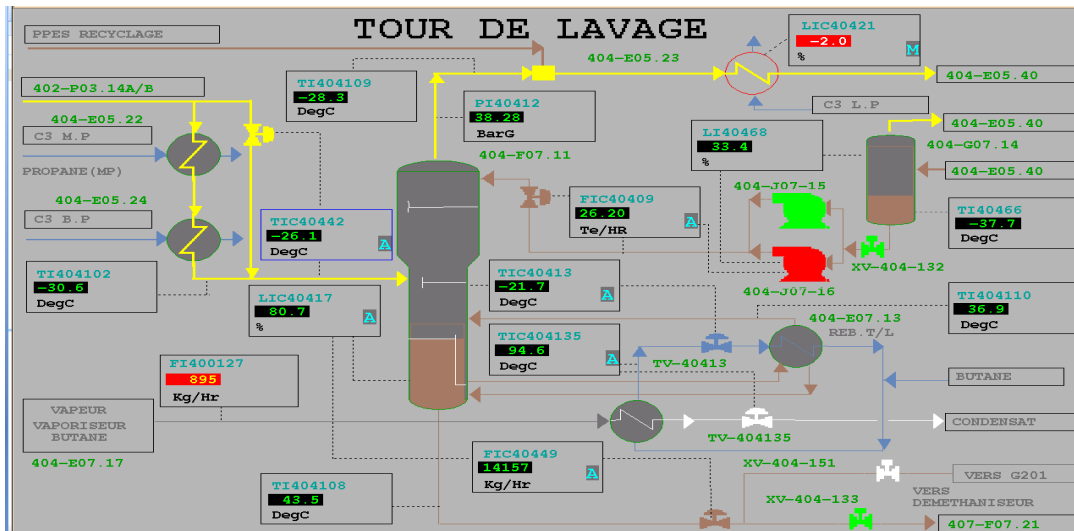 TOUR DE LAVAGE
PPES RECYCLAGE
LIC40421
-2.0
%
M
404-E05.23
404-E05.40
TI404109
-28.3
DegC
402-P03.14A/B
404-E05.22
PI40412
38.28
BarG
C3 L.P
LI40468
33.4
%
404-E05.40
C3 M.P
404-F07.11
404-G07.14
404-E05.40
PROPANE(MP)
404-E05.24
404-J07-15
FIC40409
26.20
A
Te/HR
C3 B.P
TIC40442
-26.1
A
DegC
TI40466
-37.7
DegC
XV-404-132
TI404102
-30.6
DegC
TIC40413
-21.7
A
DegC
404-J07-16
LIC40417
80.7
A
%
TI404110
36.9
DegC
404-E07.13
REB.T/L
TIC404135
94.6
A
DegC
TV-40413
FI400127
895
Kg/Hr
BUTANE
VAPEUR
VAPORISEUR
BUTANE
CONDENSAT
TV-404135
404-E07.17
FIC40449
14157
A
Kg/Hr
XV-404-151
VERS G201
TI404108
43.5
DegC
XV-404-133
VERS
DEMETHANISEUR
407-F07.21